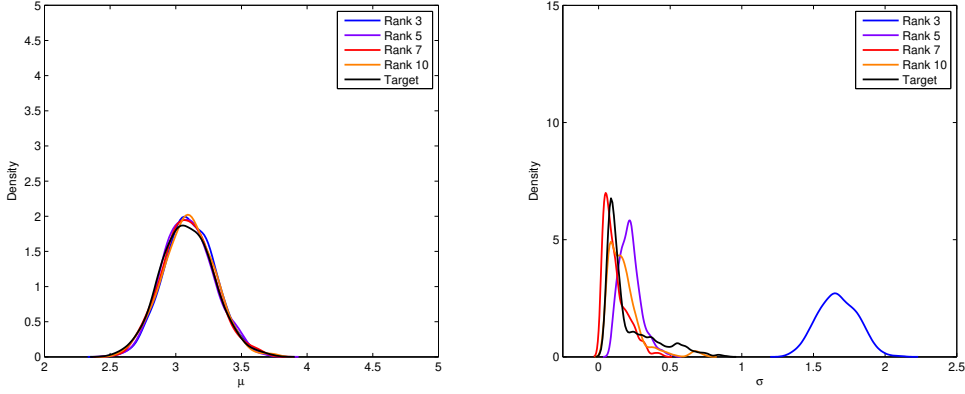 5
4.5
4
3.5
3
2.5
2
1.5
1
0.5
0
Density
2 2.5 3 3.5 4 4.5 5
μ
Rank 3
Rank 5
Rank 7
Rank 10
Target
15
10
5
0
Density
0 0.5 1 1.5 2 2.5
σ
Rank 3
Rank 5
Rank 7
Rank 10
Target